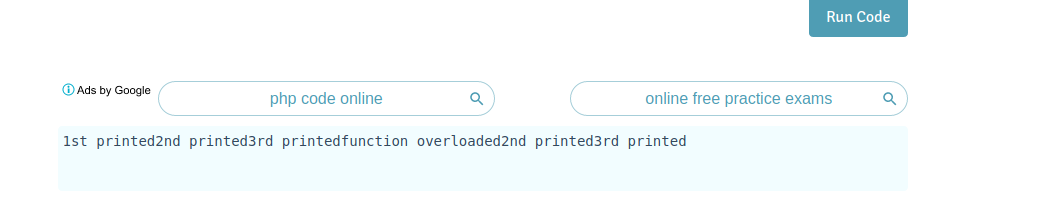 Run Code
Ads by Google
php code online
online free practice exams
1st printed2nd printed3rd printedfunction overloaded2nd printed3rd printed